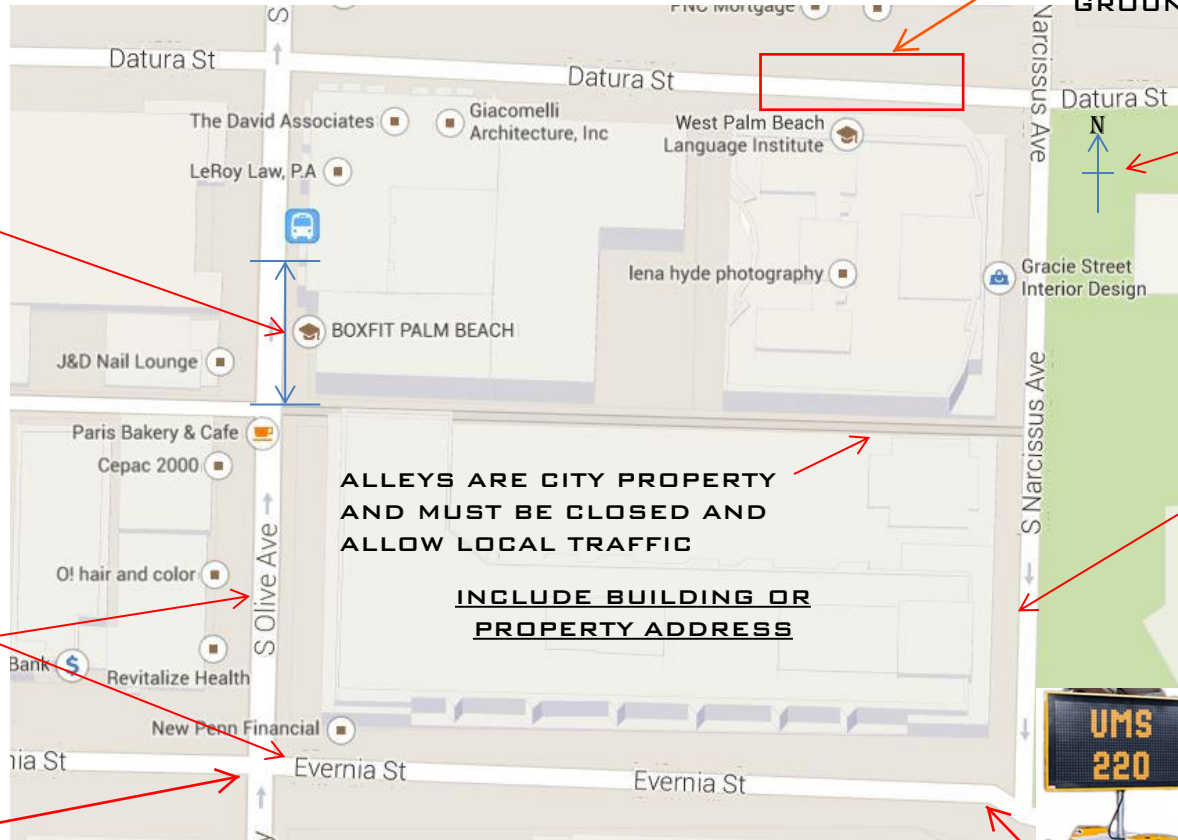 S
PNC Mortgage
GROUN
Narcissus Ave
Datura St
Datura St
Datura St
N
The David Associates
Giacomelli
Architecture, Inc
West Palm Beach
Language Institute
LeRoy Law, P.A
lena hyde photography
Gracie Street
Interior Design
BOXFIT PALM BEACH
J&D Nail Lounge
S Narcissus Ave
Paris Bakery & Cafe
Cepac 2000
ALLEYS ARE CITY PROPERTY
AND MUST BE CLOSED AND
ALLOW LOCAL TRAFFIC
O! hair and color
S Olive Ave
INCLUDE BUILDING OR
PROPERTY ADDRESS
Bank
$
Revitalize Health
New Penn Financial
VMS
220
nia St
Evernia St
Evernia St